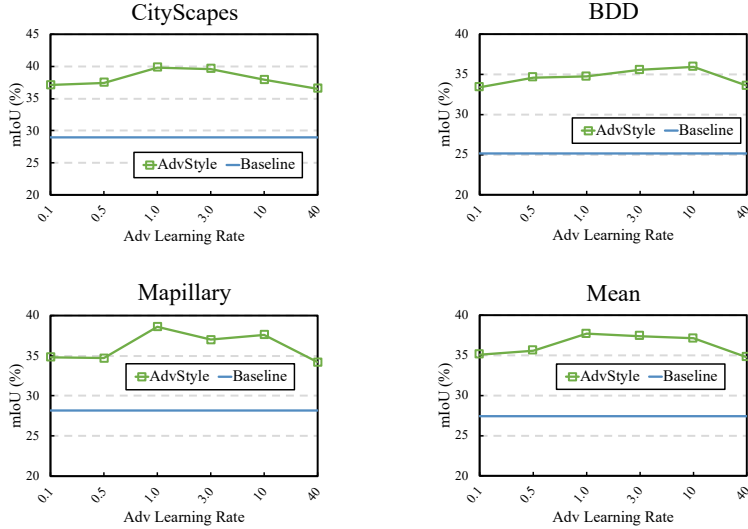 CityScapes
45
40
35
30
25
20
mIoU (%)
AdvStyle Baseline
0.1 0.5 1.0 3.0 10 40
Adv Learning Rate
BDD
40
35
30
25
20
mIoU (%)
AdvStyle Baseline
0.1 0.5 1.0 3.0 10 40
Adv Learning Rate
Mapillary
40
35
30
25
20
mIoU (%)
AdvStyle Baseline
0.1 0.5 1.0 3.0 10 40
Adv Learning Rate
Mean
40
35
30
25
20
mIoU (%)
AdvStyle Baseline
0.1 0.5 1.0 3.0 10 40
Adv Learning Rate